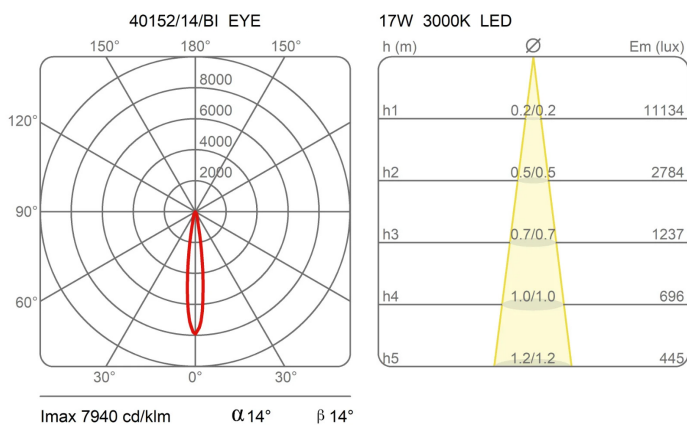 40152/14/BI EYE
150° 180° 150°
8000
6000
120°
4000
2000
90°
60°
30° 0° 30°
Imax 7940 cd/klm α 14° β 14°
17W 3000K LED
h (m) Ø Em (lux)
h1 0.2/0.2 11134
h2 0.5/0.5 2784
h3 0.7/0.7 1237
h4 1.0/1.0 696
h5 1.2/1.2 445